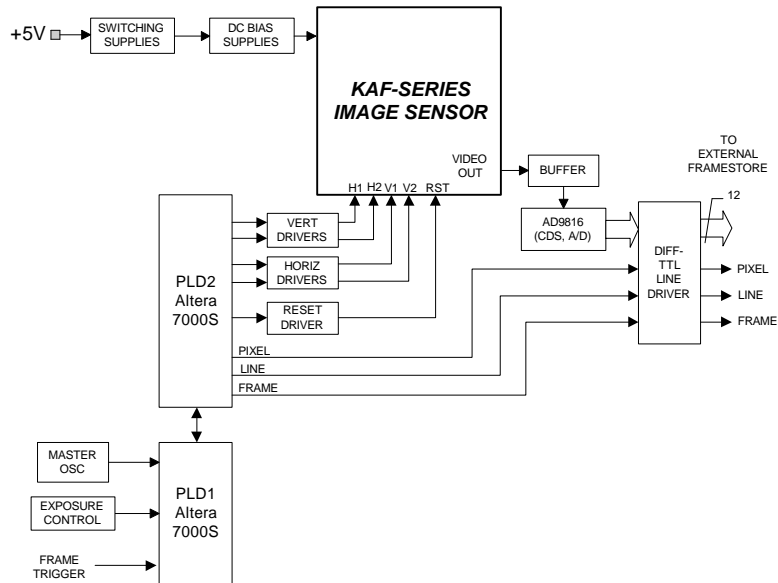 +5V
SWITCHING
SUPPLIES
DC BIAS
SUPPLIES
KAF-SERIES
IMAGE SENSOR
VIDEO
OUT
H1 H2 V1 V2 RST
BUFFER
TO
EXTERNAL
FRAMESTORE
12
AD9816
(CDS, A/D)
DIFF-
TTL
LINE
DRIVER
PIXEL
LINE
FRAME
VERT
DRIVERS
HORIZ
DRIVERS
RESET
DRIVER
PLD2
Altera
7000S
PIXEL
LINE
FRAME
MASTER
OSC
EXPOSURE
CONTROL
FRAME
TRIGGER
PLD1
Altera
7000S